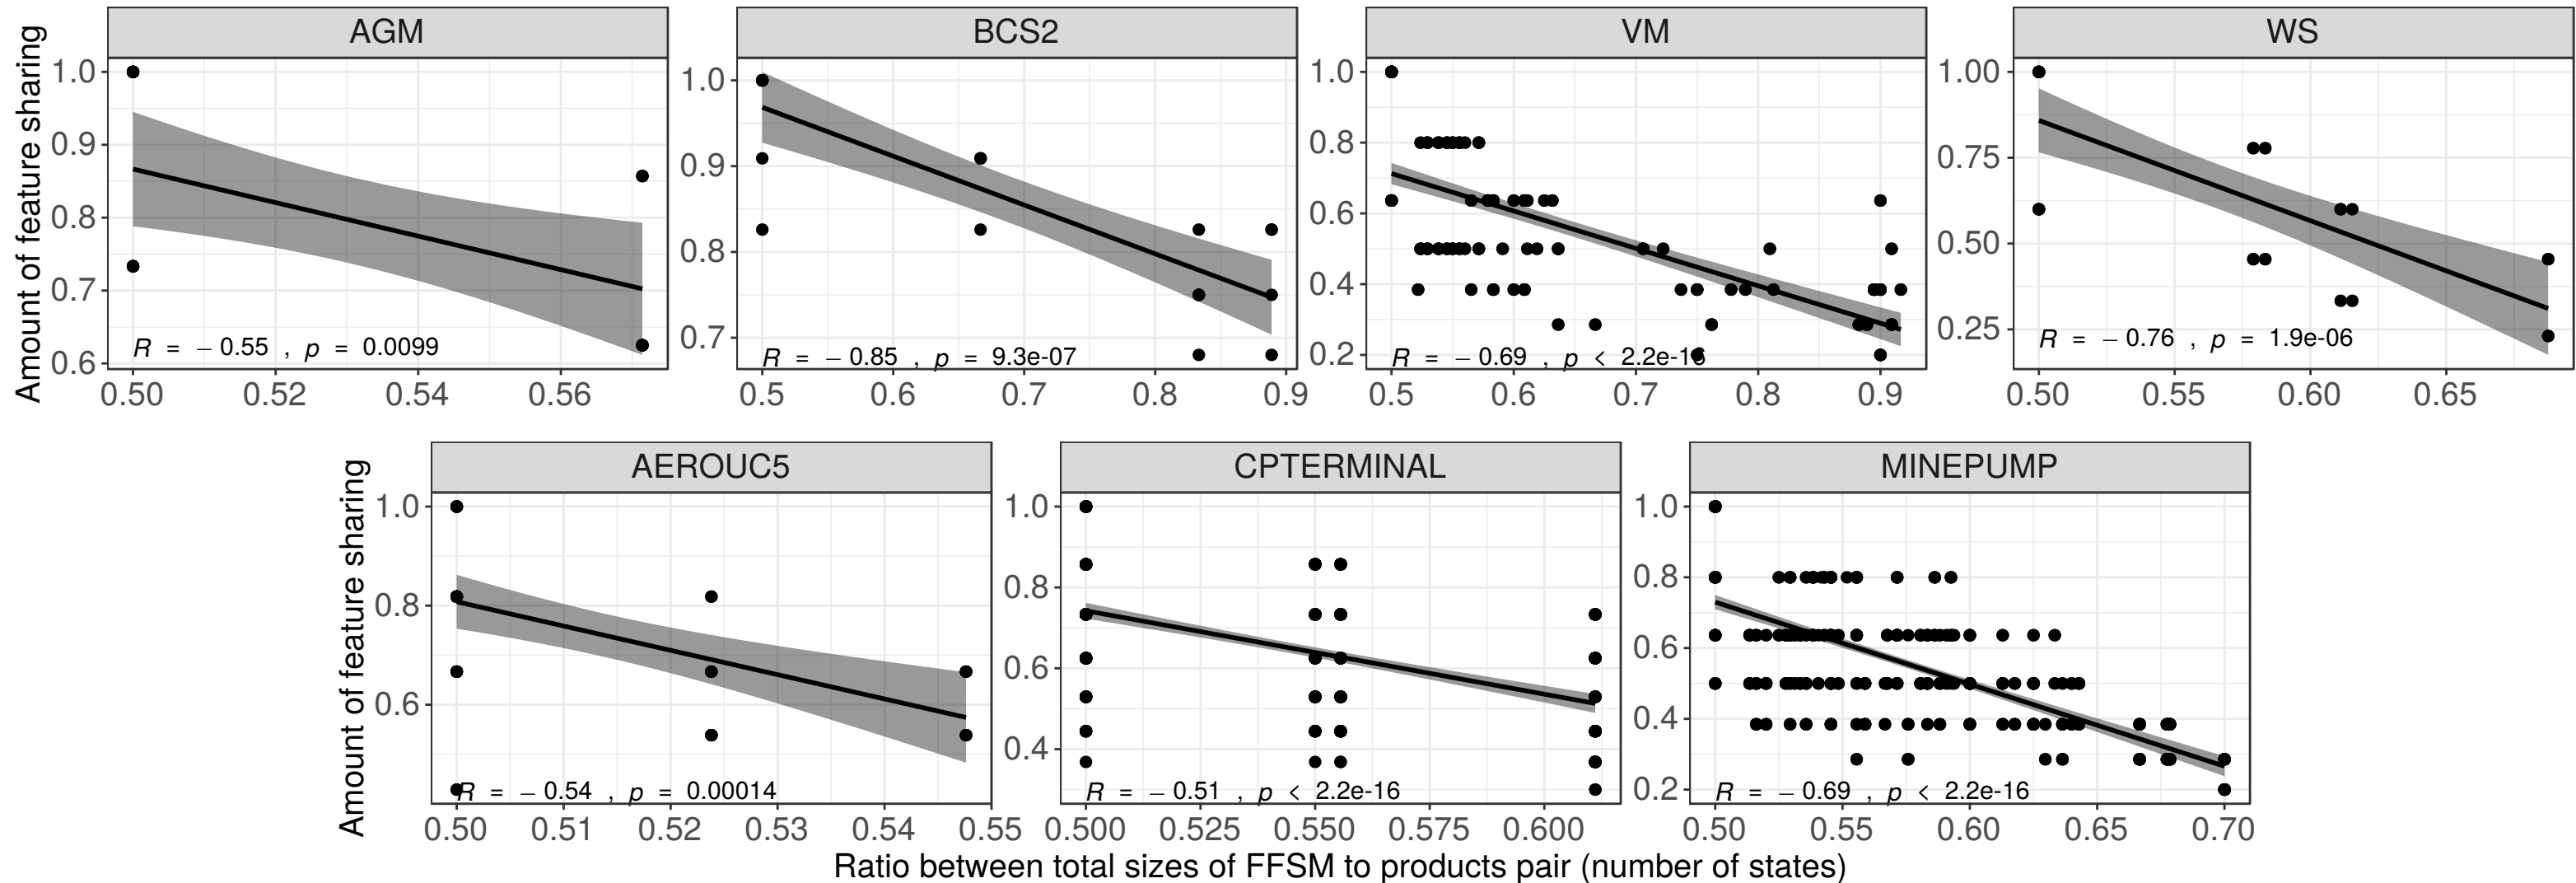 AGM BCS2 VM WS
Amount of feature sharing
1.0
0.9
0.8
0.7
0.6
R = − 0.55 , p = 0.0099
0.50 0.52 0.54 0.56
1.0
0.9
0.8
0.7
R = − 0.85 , p = 9.3e-07
0.5 0.6 0.7 0.8 0.9
1.0
0.8
0.6
0.4
0.2
R = − 0.69 , p < 2.2e-16
0.5 0.6 0.7 0.8 0.9
1.00
0.75
0.50
0.25
R = − 0.76 , p = 1.9e-06
0.50 0.55 0.60 0.65
AEROUC5 CPTERMINAL MINEPUMP
Amount of feature sharing
1.0
0.8
0.6
R = − 0.54 , p = 0.00014
0.50 0.51 0.52 0.53 0.54 0.55
1.0
0.8
0.6
0.4
R = − 0.51 , p < 2.2e-16
0.500 0.525 0.550 0.575 0.600
1.0
0.8
0.6
0.4
0.2
R = − 0.69 , p < 2.2e-16
0.50 0.55 0.60 0.65 0.70
Ratio between total sizes of FFSM to products pair (number of states)